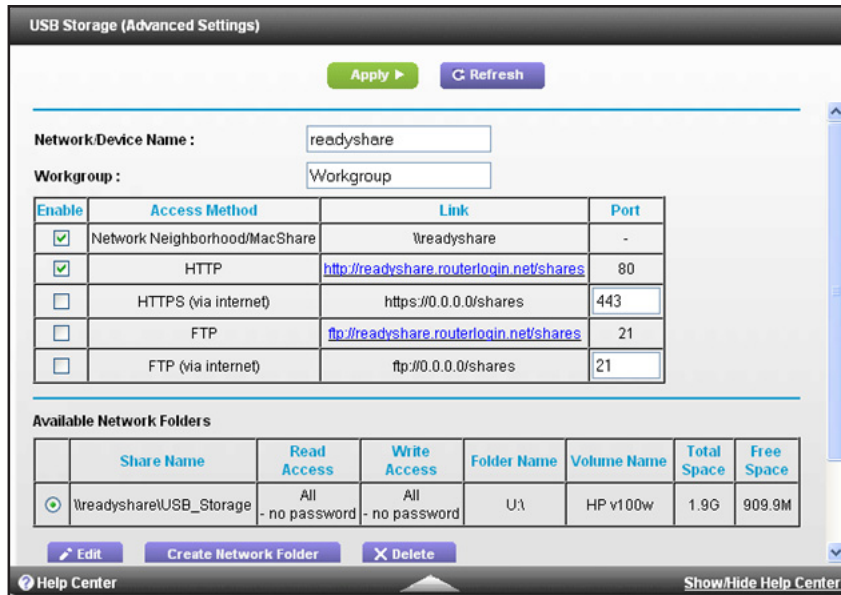 USB Storage (Advanced Settings)
Apply
Refresh
Network/Device Name :
readyshare
Workgroup :
Workgroup
Enable Access Method Link Port
Network Neighborhood/MacShare \\readyshare -
HTTP http://readyshare.routerlogin.net/shares 80
HTTPS (via internet) https://0.0.0.0/shares 443
FTP ftp://readyshare.routerlogin.net/shares 21
FTP (via internet) ftp://0.0.0.0/shares 21
Available Network Folders
Share Name Read Access Write Access Folder Name Volume Name Total Space Free Space
\\readyshare\USB_Storage All - no password All - no password U:\ HP v100w 1.9G 909.9M
Edit
Create Network Folder
Delete
Help Center
Show/Hide Help Center